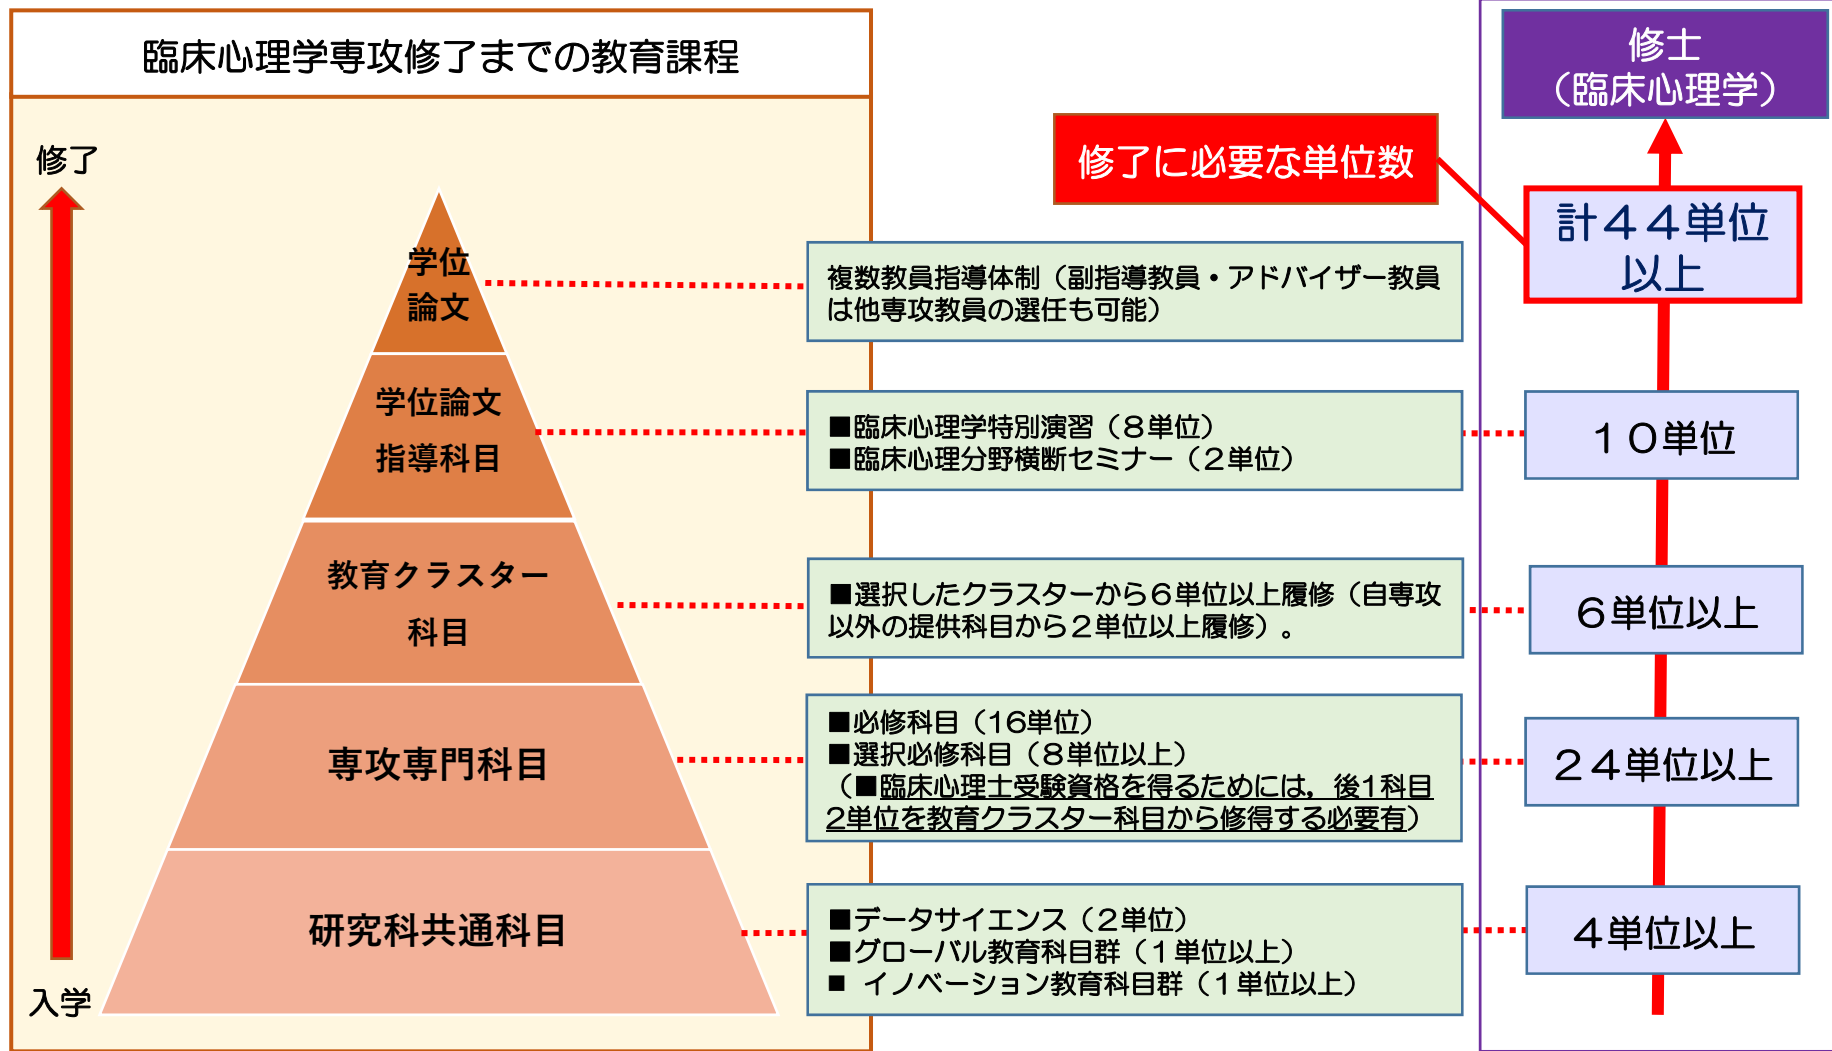 臨床心理学専攻修了までの教育課程
修了
入学
学位
論文
学位論文
指導科目
教育クラスター
科目
専攻専門科目
研究科共通科目
修了に必要な単位数
複数教員指導体制（副指導教員・アドバイザー教員
は他専攻教員の選任も可能）
■臨床心理学特別演習（８単位）
■臨床心理分野横断セミナー（２単位）
■選択したクラスターから６単位以上履修（自専攻
以外の提供科目から２単位以上履修）。
■必修科目（16単位）
■選択必修科目（８単位以上）
（■臨床心理士受験資格を得るためには，後1科目
2単位を教育クラスター科目から修得する必要有）
■データサイエンス（２単位）
■グローバル教育科目群（１単位以上）
■ イノベーション教育科目群（１単位以上）
修士
（臨床心理学）
計４４単位
以上
１０単位
６単位以上
２４単位以上
４単位以上